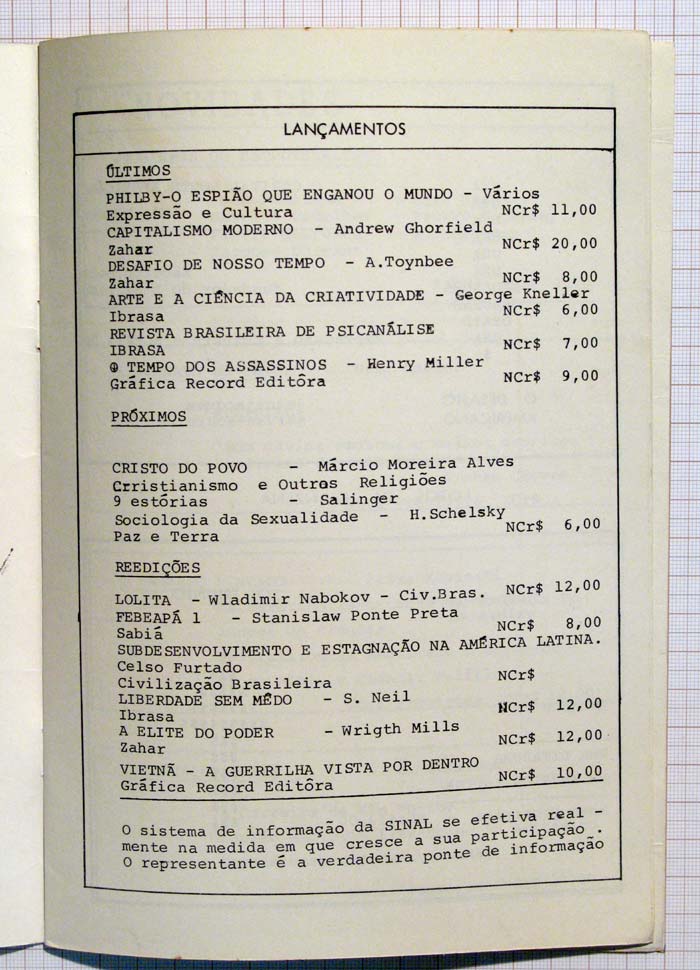 LANÇAMENTOS
ÚLTIMOS
PHILBY-O ESPIÃO QUE ENGANOU O MUNDO - Vários
Expressão e Cultura NCr$ 11,00
CAPITALISMO MODERNO - Andrew Ghorfield
Zahar NCr$ 20,00
DESAFIO DE NOSSO TEMPO - A.Toynbee
Zahar NCr$ 8,00
ARTE E A CIÊNCIA DA CRIATIVIDADE - George Kneller
Ibrasa NCr$ 6,00
REVISTA BRASILEIRA DE PSICANÁLISE
IBRASA NCr$ 7,00
O TEMPO DOS ASSASSINOS - Henry Miller
Gráfica Record Editôra NCr$ 9,00
PRÓXIMOS
CRISTO DO POVO - Márcio Moreira Alves
Crristianismo e Outros Religiões
9 estórias - Salinger
Sociologia da Sexualidade - H.Schelsky
Paz e Terra NCr$ 6,00
REEDIÇÕES
LOLITA - Wladimir Nabokov - Civ.Bras. NCr$ 12,00
FEBEAPÁ 1 - Stanislaw Ponte Preta
Sabiá NCr$ 8,00
SUBDESENVOLVIMENTO E ESTAGNAÇÃO NA AMÉRICA LATINA.
Celso Furtado
Civilização Brasileira NCr$
LIBERDADE SEM MÊDO - S. Neil
Ibrasa NCr$ 12,00
A ELITE DO PODER - Wrigth Mills
Zahar NCr$ 12,00
VIETNÃ - A GUERRILHA VISTA POR DENTRO
Gráfica Record Editôra NCr$ 10,00
O sistema de informação da SINAL se efetiva real -
mente na medida em que cresce a sua participação .
O representante é a verdadeira ponte de informação